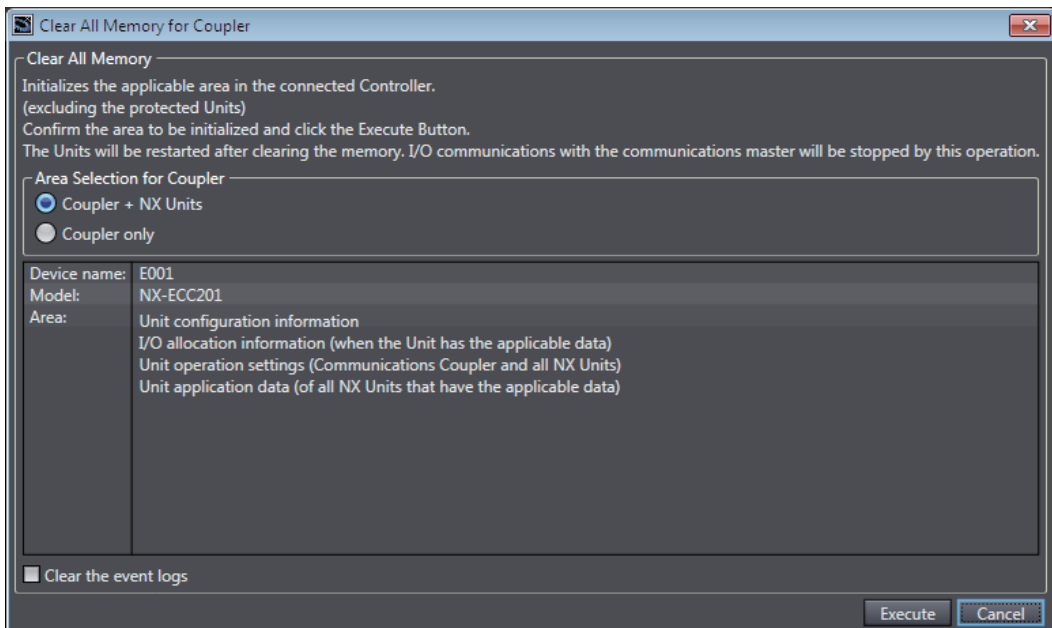 Clear All Memory for Coupler
Clear All Memory
Initializes the applicable area in the connected Controller.
(excluding the protected Units)
Confirm the area to be initialized and click the Execute Button.
The Units will be restarted after clearing the memory. I/O communications with the communications master will be stopped by this operation.
Area Selection for Coupler
Coupler + NX Units
Coupler only
Device name: E001
Model: NX-ECC201
Area: Unit configuration information
I/O allocation information (when the Unit has the applicable data)
Unit operation settings (Communications Coupler and all NX Units)
Unit application data (of all NX Units that have the applicable data)
Clear the event logs
Execute Cancel